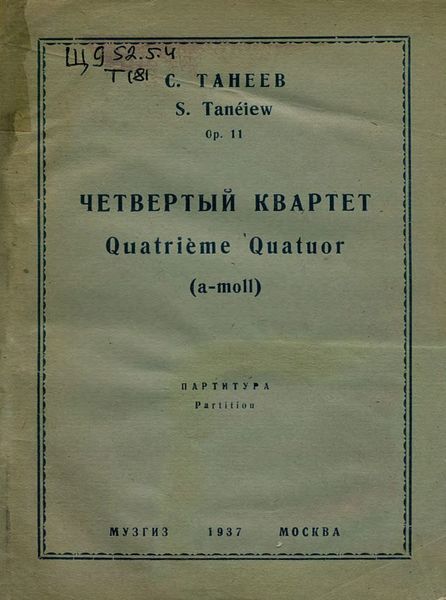 Щ9 52.5.4
Т181
С. ТАНЕЕВ
S. Tanéiew
Op. 11
ЧЕТВЕРТЫЙ КВАРТЕТ
Quatrième Quatuor
(a-moll)
ПАРТИТУРА
Partition
МУЗГИЗ 1937 МОСКВА